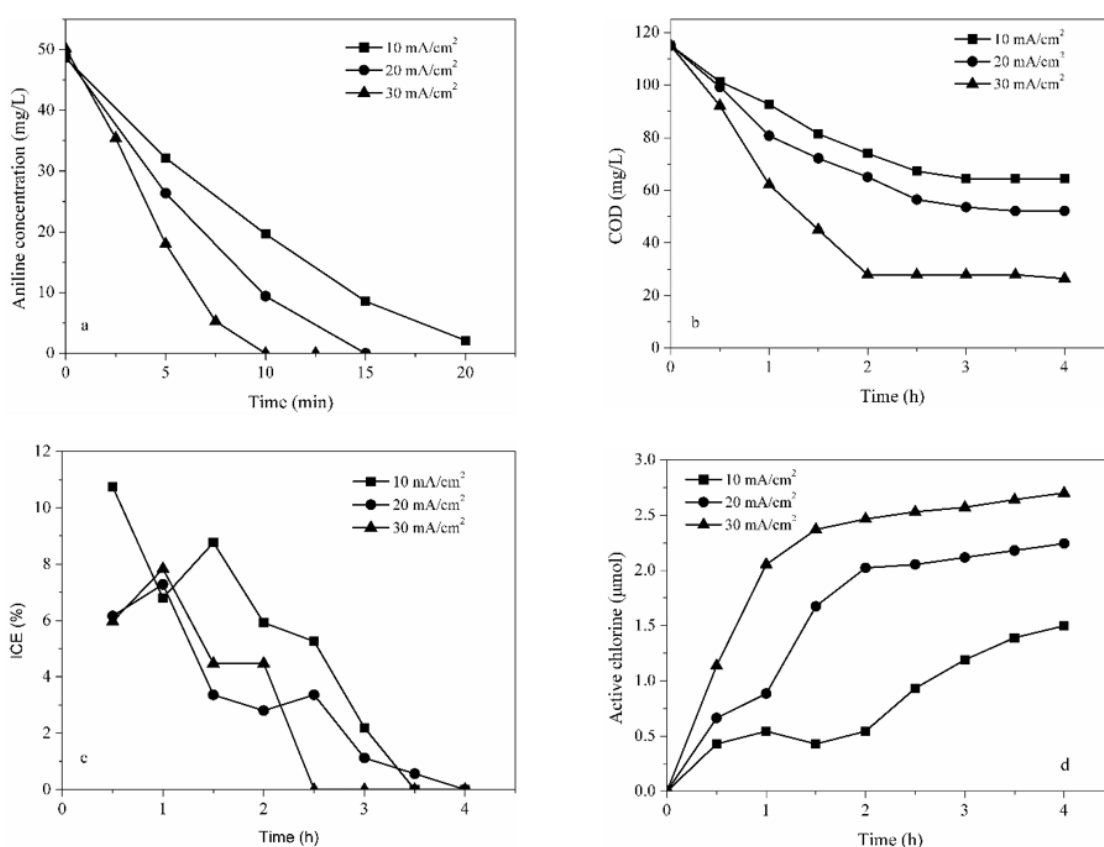 50
40
30
20
10
0
Aniline concentration (mg/L)
10 mA/cm²
20 mA/cm²
30 mA/cm²
a
0 5 10 15 20
Time (min)
120
100
80
60
40
20
0
COD (mg/L)
10 mA/cm²
20 mA/cm²
30 mA/cm²
b
0 1 2 3 4
Time (h)
12
10
8
6
4
2
0
ICE (%)
10 mA/cm²
20 mA/cm²
30 mA/cm²
c
0 1 2 3 4
Time (h)
3.0
2.5
2.0
1.5
1.0
0.5
0.0
Active chlorine (μmol)
10 mA/cm²
20 mA/cm²
30 mA/cm²
d
0 1 2 3 4
Time (h)